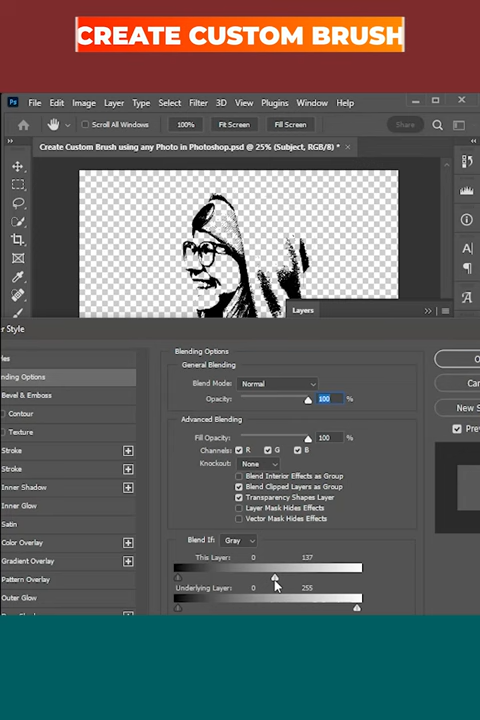 CREATE CUSTOM BRUSH
Ps File Edit Image Layer Type Select Filter 3D View Plugins Window Help
Scroll All Windows 100% Fit Screen Fill Screen Share
Create Custom Brush using any Photo in Photoshop.psd @ 25% (Subject, RGB/8) *
Layers
er Style
yles
Blending Options
nding Options
General Blending
Blend Mode: Normal
Bevel & Emboss
Opacity: 100 %
Contour
Advanced Blending
Texture
Fill Opacity: 100 %
Stroke
Channels: R G B
Stroke
Knockout: None
Blend Interior Effects as Group
Inner Shadow
Blend Clipped Layers as Group
Transparency Shapes Layer
Inner Glow
Layer Mask Hides Effects
Satin
Vector Mask Hides Effects
Color Overlay
Blend If: Gray
Gradient Overlay
This Layer: 0 137
Pattern Overlay
Underlying Layer: 0 255
Outer Glow
O
Can
New S
Prev